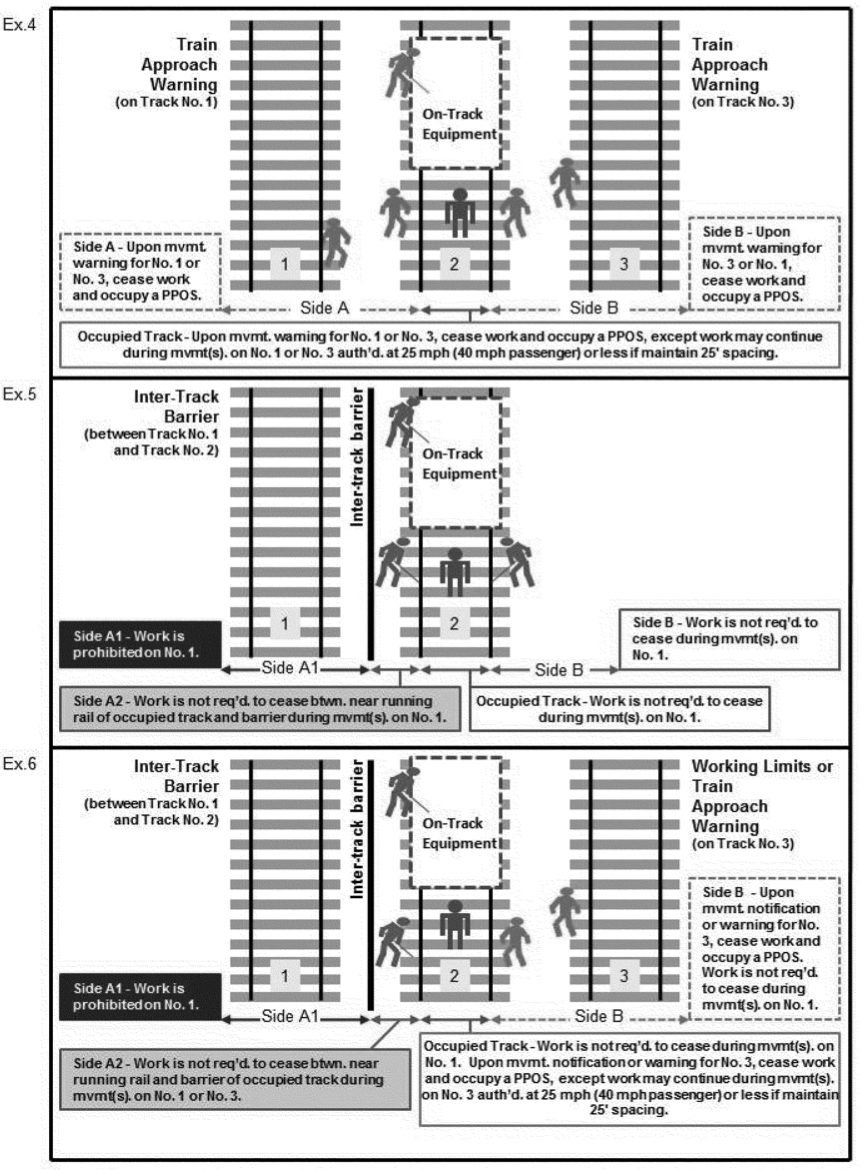 Ex.4
Train
Approach
Warning
(on Track No. 1)
On-Track
Equipment
Train
Approach
Warning
(on Track No. 3)
Side A - Upon mvmt.
warning for No. 1 or
No. 3, cease work
and occupy a PPOS.
1
2
3
Side B - Upon
mvmt. warning for
No. 3 or No. 1,
cease work and
occupy a PPOS.
Side A
Side B
Occupied Track - Upon mvmt. warning for No. 1 or No. 3, cease work and occupy a PPOS, except work may continue
during mvmt(s). on No. 1 or No. 3 auth'd. at 25 mph (40 mph passenger) or less if maintain 25' spacing.
Ex.5
Inter-Track
Barrier
(between Track No. 1
and Track No. 2)
Inter-track barrier
On-Track
Equipment
1
2
Side A1 - Work is
prohibited on No. 1.
Side B - Work is not req'd. to
cease during mvmt(s). on
No. 1.
Side A1
Side B
Side A2 - Work is not req'd. to cease btwn. near running
rail of occupied track and barrier during mvmt(s). on No. 1.
Occupied Track - Work is not req'd. to cease
during mvmt(s). on No. 1.
Ex.6
Inter-Track
Barrier
(between Track No. 1
and Track No. 2)
Inter-track barrier
On-Track
Equipment
Working Limits or
Train
Approach
Warning
(on Track No. 3)
Side B - Upon
mvmt. notification
or warning for No.
3, cease work and
occupy a PPOS.
Work is not req'd.
to cease during
mvmt(s). on No. 1.
1
2
3
Side A1 - Work is
prohibited on No. 1.
Side A1
Side B
Side A2 - Work is not req'd. to cease btwn. near
running rail and barrier of occupied track during
mvmt(s). on No. 1 or No. 3.
Occupied Track - Work is not req'd. to cease during mvmt(s). on
No. 1. Upon mvmt. notification or warning for No. 3, cease work
and occupy a PPOS, except work may continue during mvmt(s).
on No. 3 auth'd. at 25 mph (40 mph passenger) or less if maintain
25' spacing.